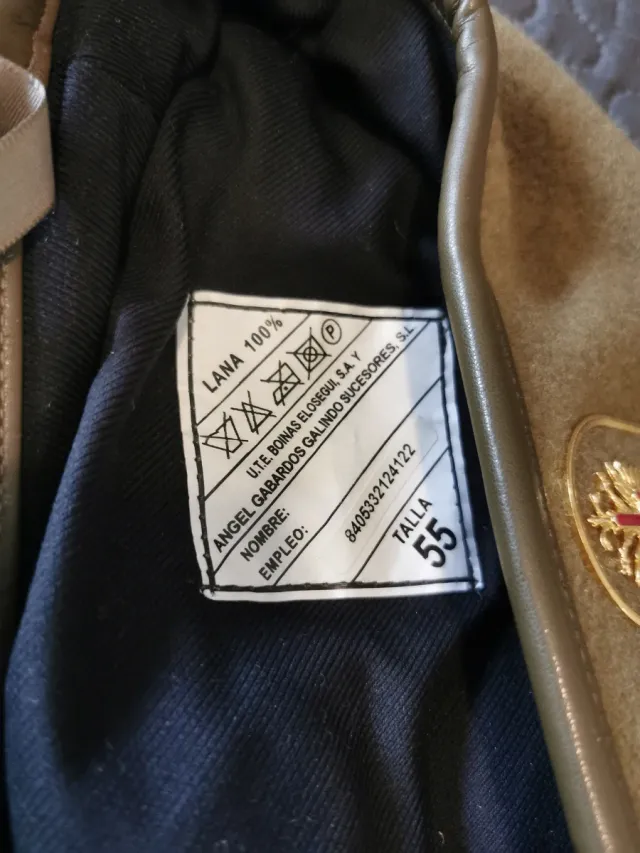 LANA 100%
P
U.T.E. BOINAS ELOSEGUI, S.A. Y
ANGEL GABARDOS GALINDO SUCESORES, S.L
NOMBRE:
EMPLEO:
8405332124122
TALLA
55